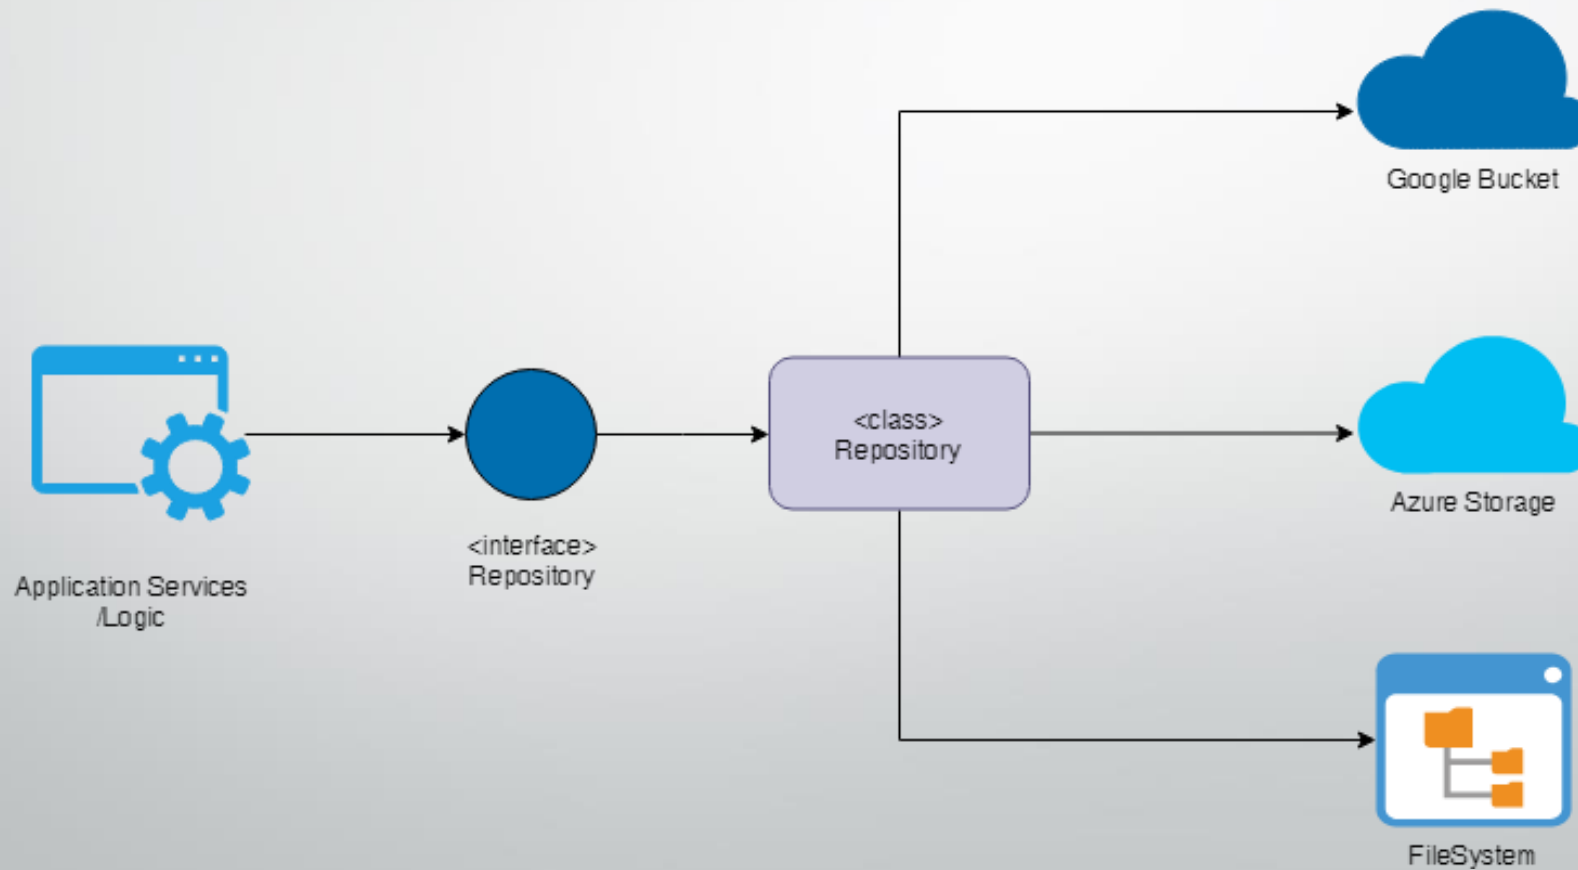 Google Bucket
<class>
Repository
Azure Storage
<interface>
Repository
Application Services
/Logic
FileSystem